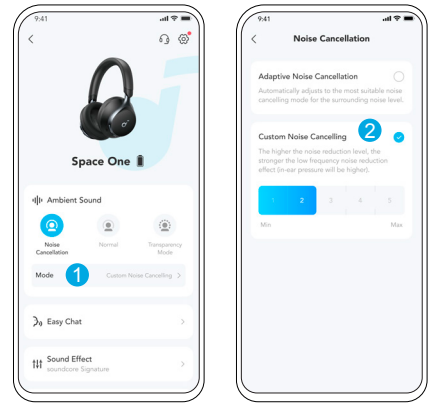 9:41
Space One
Ambient Sound
Noise
Cancellation
Normal
Transparency
Mode
Mode
1
Custom Noise Cancelling
Easy Chat
Sound Effect
soundcore Signature
9:41
Noise Cancellation
Adaptive Noise Cancellation
Automatically adjusts to the most suitable noise
cancelling mode for the surrounding noise level.
Custom Noise Cancelling
2
The higher the noise reduction level, the
stronger the low frequency noise reduction
effect (in-ear pressure will be higher).
1 2 3 4 5
Min Max